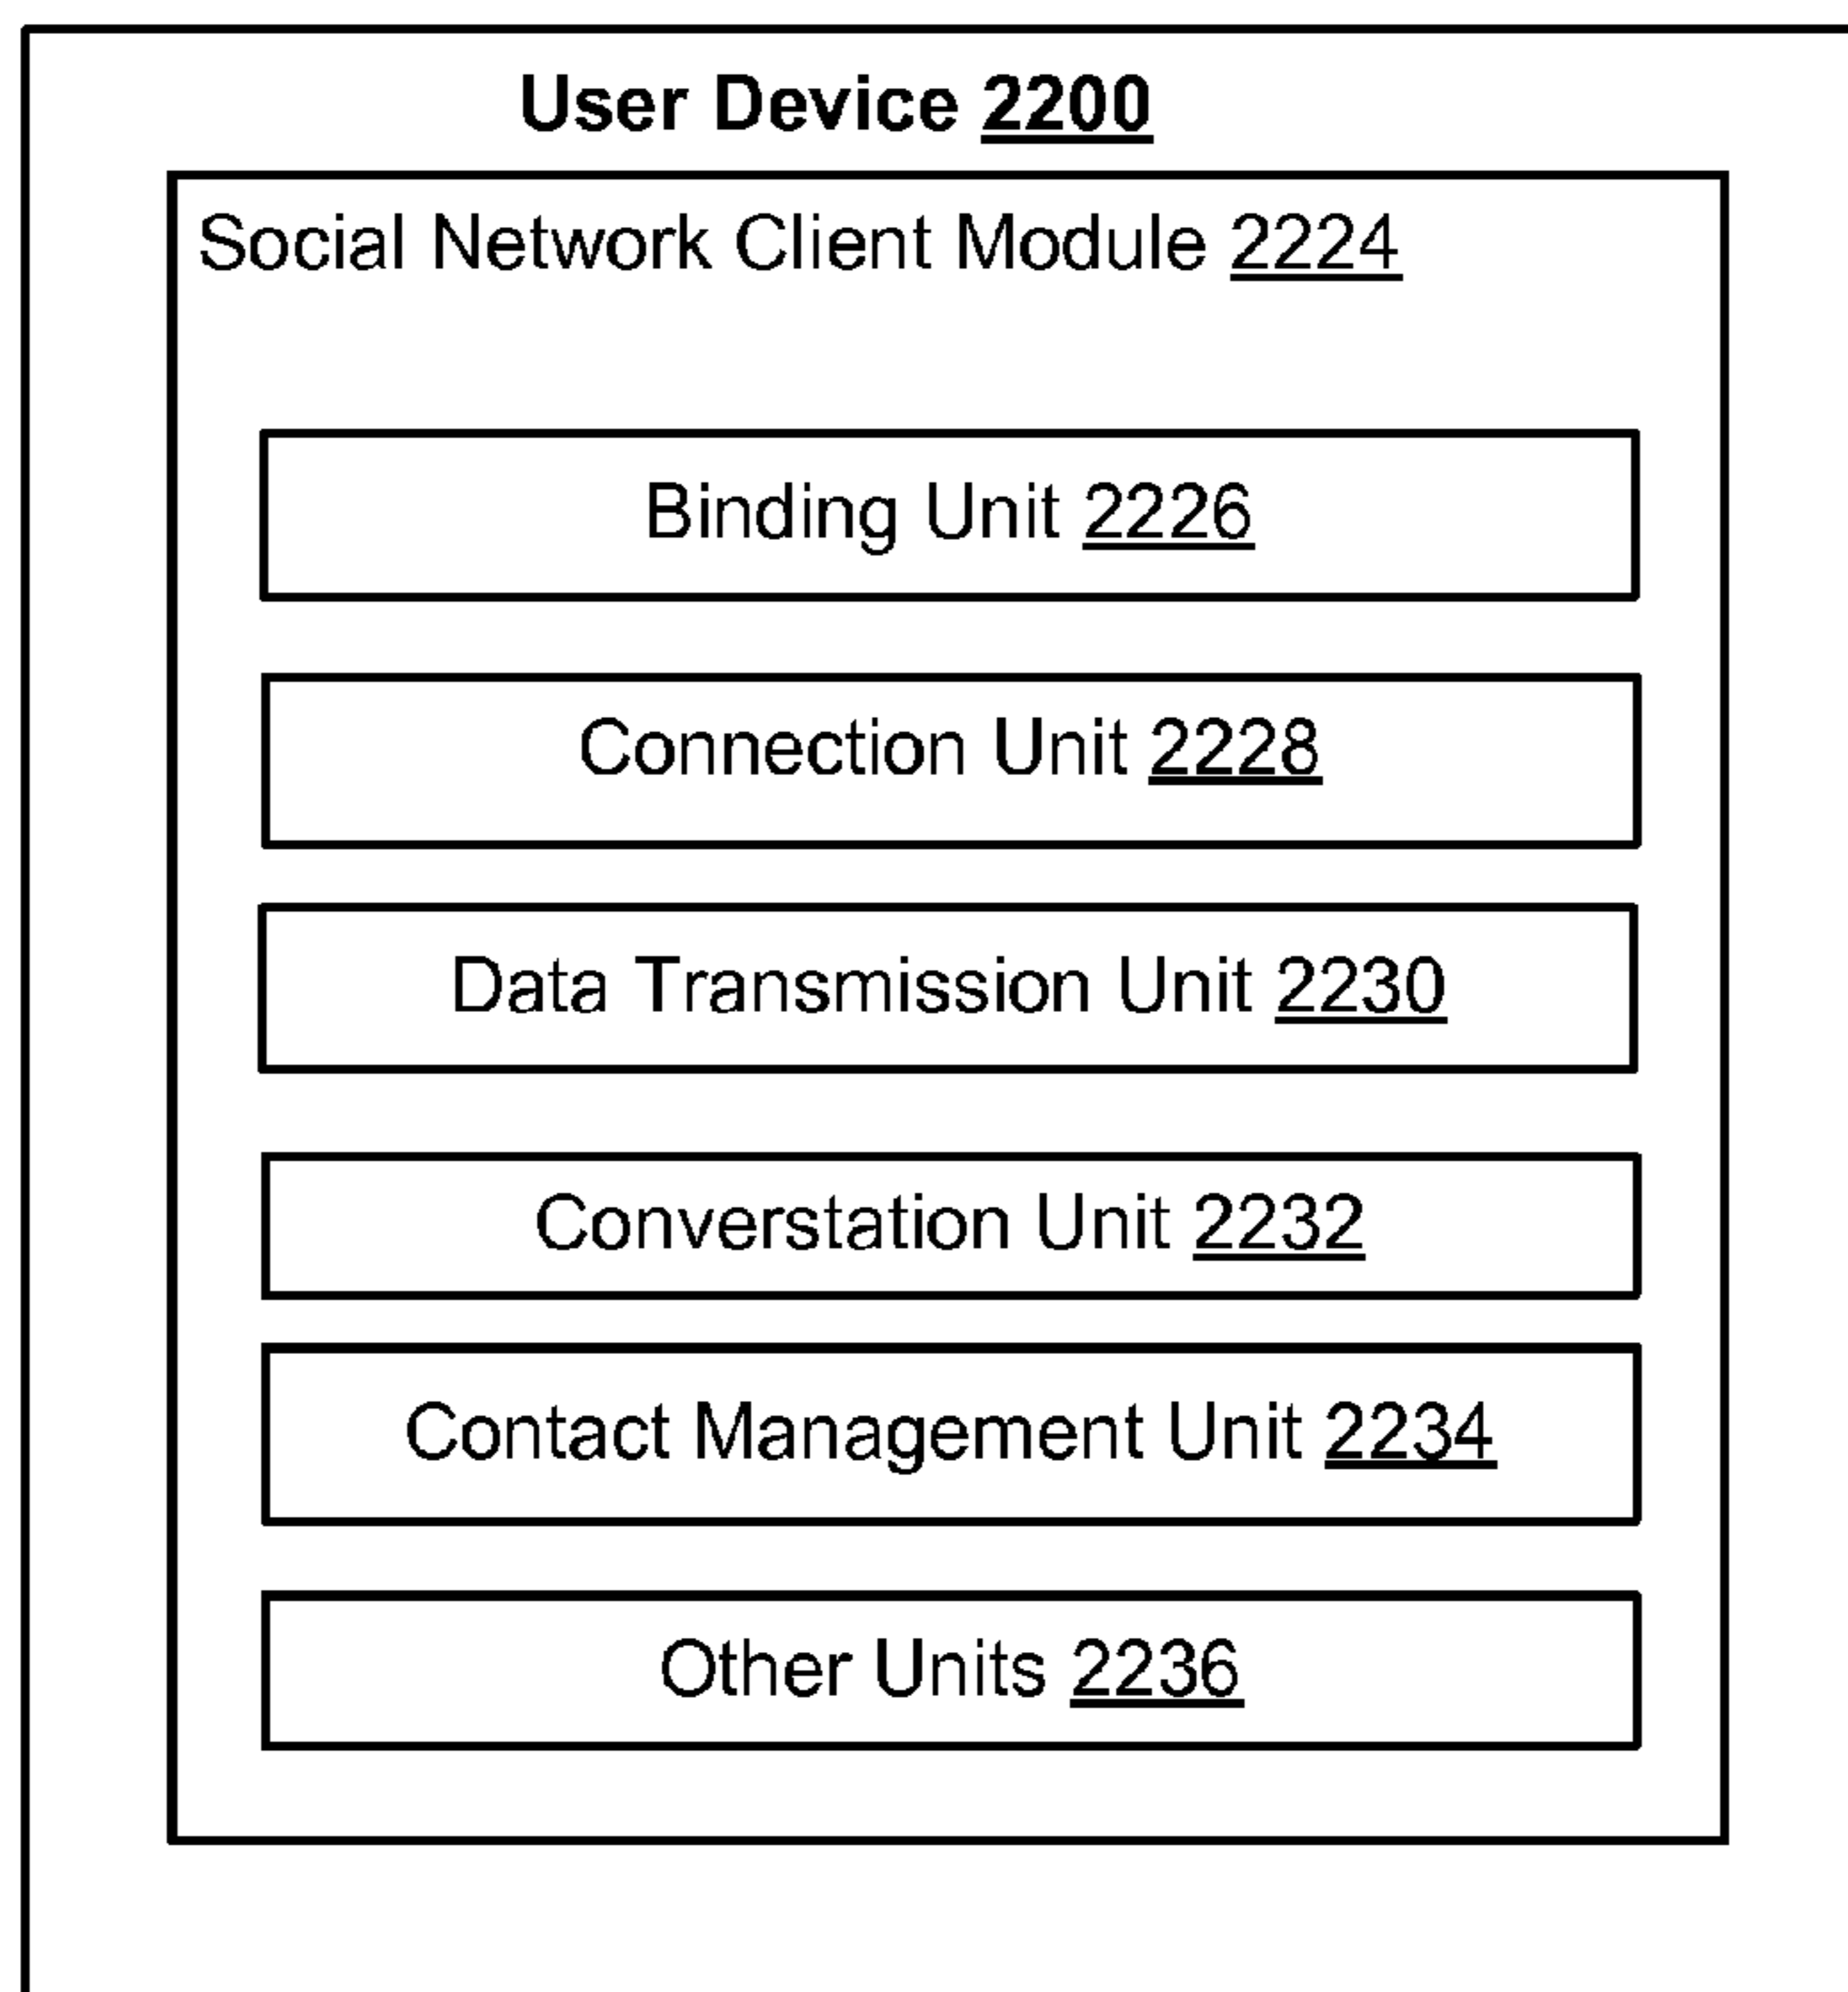 User Device 2200
Social Network Client Module 2224
Binding Unit 2226
Connection Unit 2228
Data Transmission Unit 2230
Converstation Unit 2232
Contact Management Unit 2234
Other Units 2236